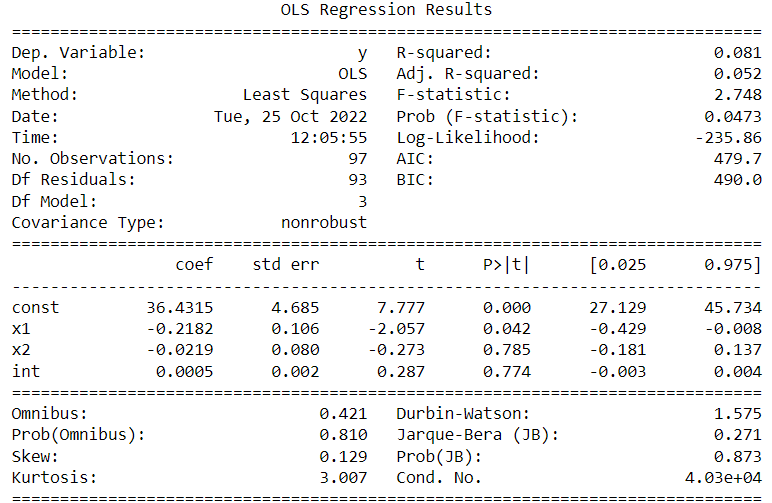 OLS Regression Results
==============================================================================
Dep. Variable:                      y   R-squared:                       0.081
Model:                            OLS   Adj. R-squared:                  0.052
Method:                 Least Squares   F-statistic:                     2.748
Date:                Tue, 25 Oct 2022   Prob (F-statistic):             0.0473
Time:                        12:05:55   Log-Likelihood:                -235.86
No. Observations:                  97   AIC:                             479.7
Df Residuals:                      93   BIC:                             490.0
Df Model:                           3
Covariance Type:            nonrobust
==============================================================================
                 coef    std err          t      P>|t|      [0.025      0.975]
------------------------------------------------------------------------------
const         36.4315      4.685      7.777      0.000      27.129      45.734
x1            -0.2182      0.106     -2.057      0.042      -0.429      -0.008
x2            -0.0219      0.080     -0.273      0.785      -0.181       0.137
int            0.0005      0.002      0.287      0.774      -0.003       0.004
==============================================================================
Omnibus:                        0.421   Durbin-Watson:                   1.575
Prob(Omnibus):                  0.810   Jarque-Bera (JB):                0.271
Skew:                           0.129   Prob(JB):                        0.873
Kurtosis:                       3.007   Cond. No.                     4.03e+04
==============================================================================